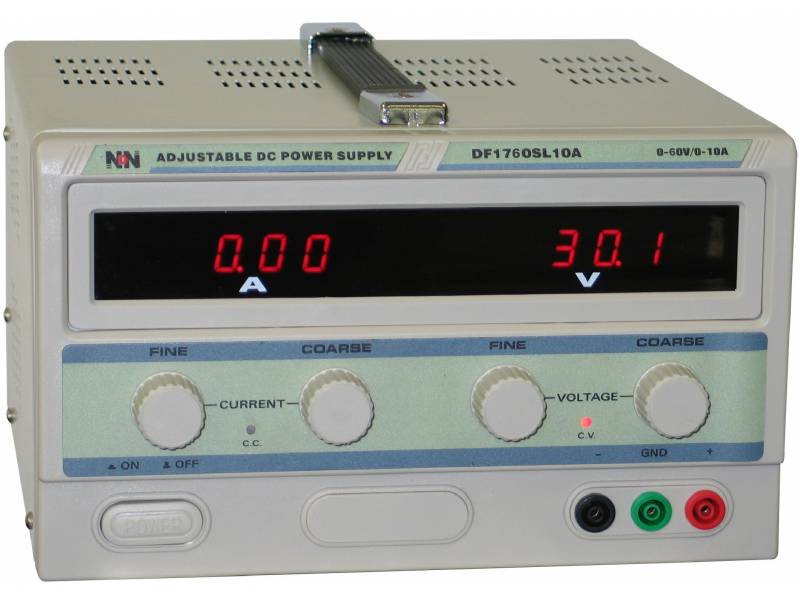 NN ADJUSTABLE DC POWER SUPPLY DF1760SL10A 0-60V/0-10A
0.00 30.1
A V
FINE COARSE FINE COARSE
CURRENT VOLTAGE
C.C. C.V.
ON OFF - GND +
POWER